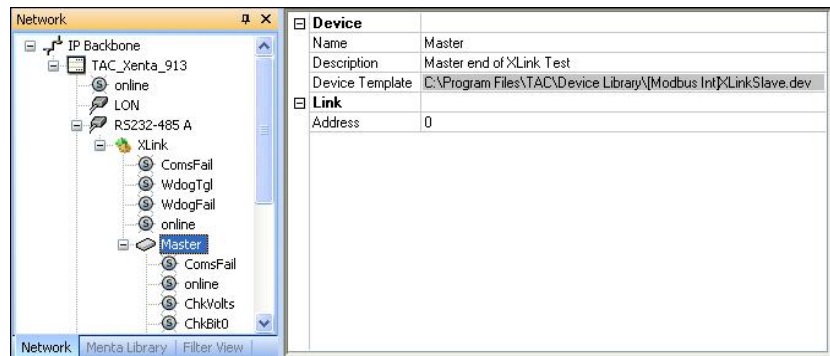 Network
IP Backbone
TAC_Xenta_913
online
LON
RS232-485 A
XLink
ComsFail
WdogTgl
WdogFail
online
Master
ComsFail
online
ChkVolts
ChkBit0
Network Menta Library Filter View
Device
Name Master
Description Master end of XLink Test
Device Template C:\Program Files\TAC\Device Library\[Modbus Int]XLinkSlave.dev
Link
Address 0